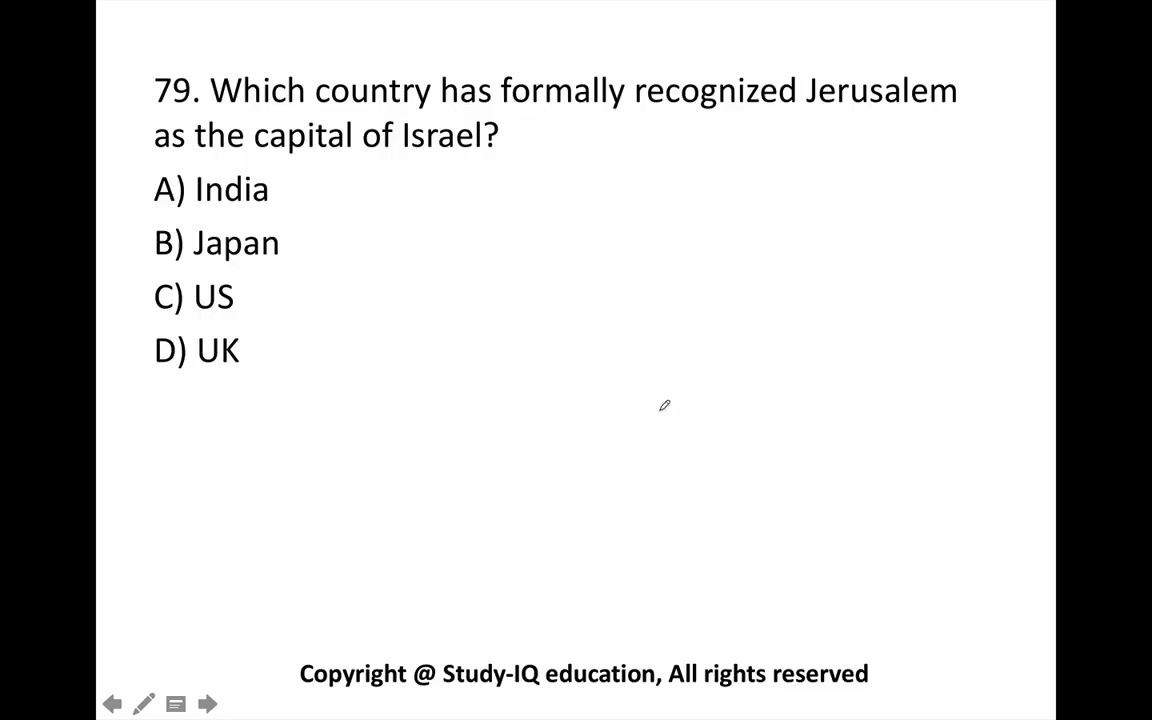 79. Which country has formally recognized Jerusalem
as the capital of Israel?
A) India
B) Japan
C) US
D) UK
Copyright @ Study-IQ education, All rights reserved